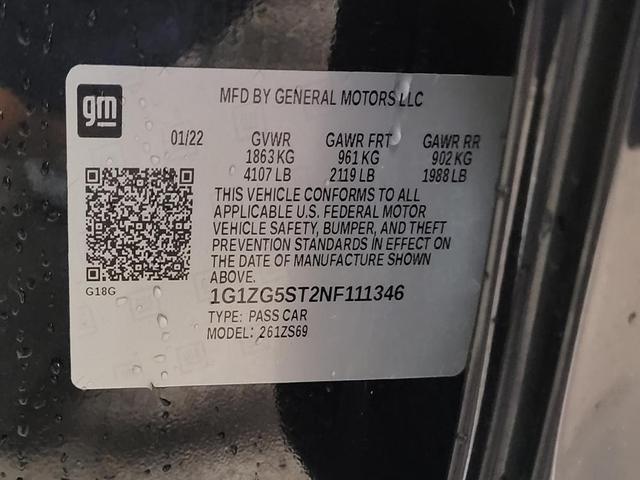 gm
MFD BY GENERAL MOTORS LLC
01/22 GVWR GAWR FRT GAWR RR
1863 KG 961 KG 902 KG
4107 LB 2119 LB 1988 LB
THIS VEHICLE CONFORMS TO ALL
APPLICABLE U.S. FEDERAL MOTOR
VEHICLE SAFETY, BUMPER, AND THEFT
PREVENTION STANDARDS IN EFFECT ON
THE DATE OF MANUFACTURE SHOWN
ABOVE.
G18G
1G1ZG5ST2NF111346
TYPE: PASS CAR
MODEL: 261ZS69